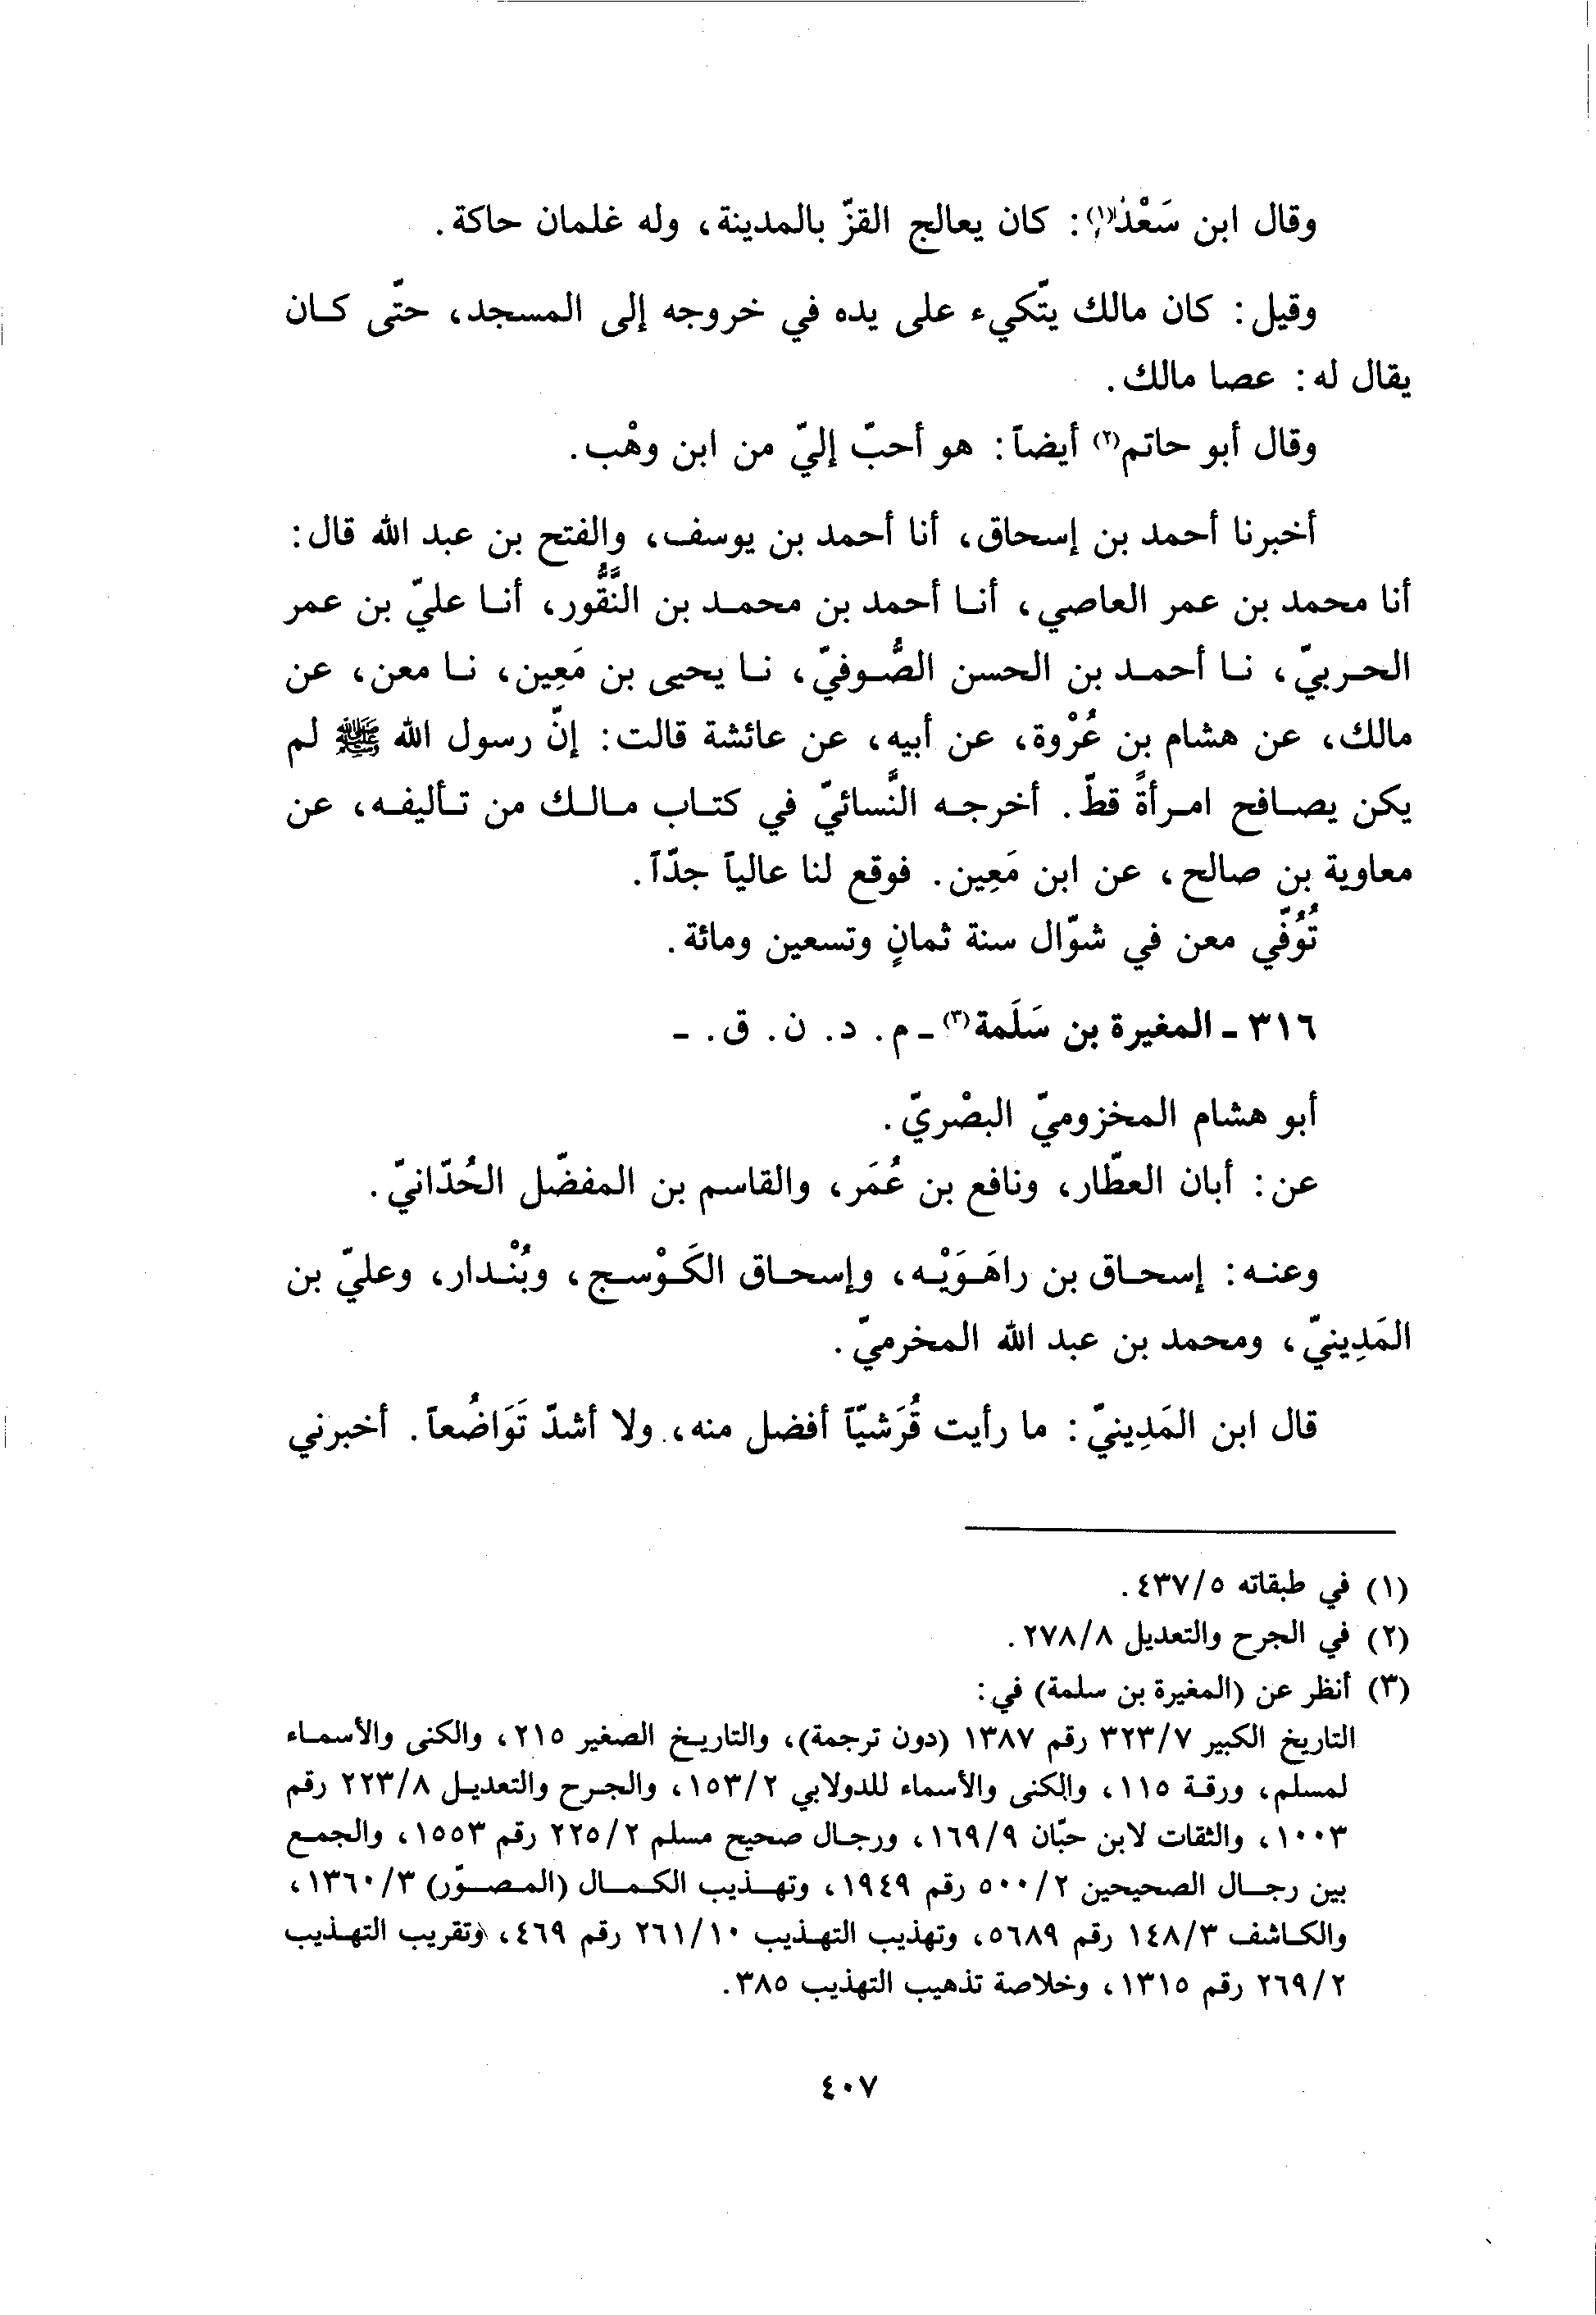 وقال ابن سَعْد(١): كان يعالج القزّ بالمدينة، وله غلمان حاكة.
وقيل: كان مالك يتّكيء على يده في خروجه إلى المسجد، حتّى كان
يقال له: عصا مالك.
وقال أبو حاتم(٢) أيضاً: هو أحبّ إليّ من ابن وهْب.
أخبرنا أحمد بن إسحاق، أنا أحمد بن يوسف، والفتح بن عبد الله قال:
أنا محمد بن عمر العاصي، أنا أحمد بن محمد بن النَّقُّور، أنا عليّ بن عمر
الحربيّ، نا أحمد بن الحسن الصُّوفيّ، نا يحيى بن مَعِين، نا معن، عن
مالك، عن هشام بن عُرْوة، عن أبيه، عن عائشة قالت: إنّ رسول الله ﷺ لم
يكن يصافح امرأةً قطّ. أخرجه النَّسائيّ في كتاب مالك من تأليفه، عن
معاوية بن صالح، عن ابن مَعِين. فوقع لنا عالياً جدّاً.
تُوُفّي معن في شوّال سنة ثمانٍ وتسعين ومائة.
٣١٦ - المغيرة بن سَلَمة(٣) - م. د. ن. ق. -
أبو هشام المخزوميّ البصْريّ.
عن: أبان العطّار، ونافع بن عُمَر، والقاسم بن المفضّل الحُدّانيّ.
وعنه: إسحاق بن راهَوَيْه، وإسحاق الكَوْسج، وبُنْدار، وعليّ بن
المَدِينيّ، ومحمد بن عبد الله المخرميّ.
قال ابن المَدِينيّ: ما رأيت قُرَشيّاً أفضل منه، ولا أشدّ تَوَاضُعاً. أخبرني
(١) في طبقاته ٤٣٧/٥.
(٢) في الجرح والتعديل ٢٧٨/٨.
(٣) أنظر عن (المغيرة بن سلمة) في:
التاريخ الكبير ٣٢٣/٧ رقم ١٣٨٧ (دون ترجمة)، والتاريخ الصغير ٢١٥، والكنى والأسماء
لمسلم، ورقة ١١٥، والكنى والأسماء للدولابي ١٥٣/٢، والجرح والتعديل ٢٢٣/٨ رقم
١٠٠٣، والثقات لابن حبّان ١٦٩/٩، ورجال صحيح مسلم ٢٢٥/٢ رقم ١٥٥٣، والجمع
بين رجال الصحيحين ٥٠٠/٢ رقم ١٩٤٩، وتهذيب الكمال (المصوّر) ١٣٦٠/٣،
والكاشف ١٤٨/٣ رقم ٥٦٨٩، وتهذيب التهذيب ٢٦١/١٠ رقم ٤٦٩، وتقريب التهذيب
٢٦٩/٢ رقم ١٣١٥، وخلاصة تذهيب التهذيب ٣٨٥.
٤٠٧